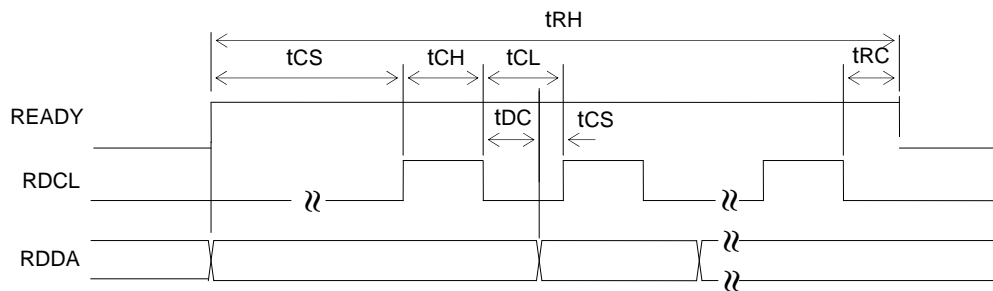 tRH
tCS tCH tCL tRC
READY
tDC tCS
RDCL
RDDA